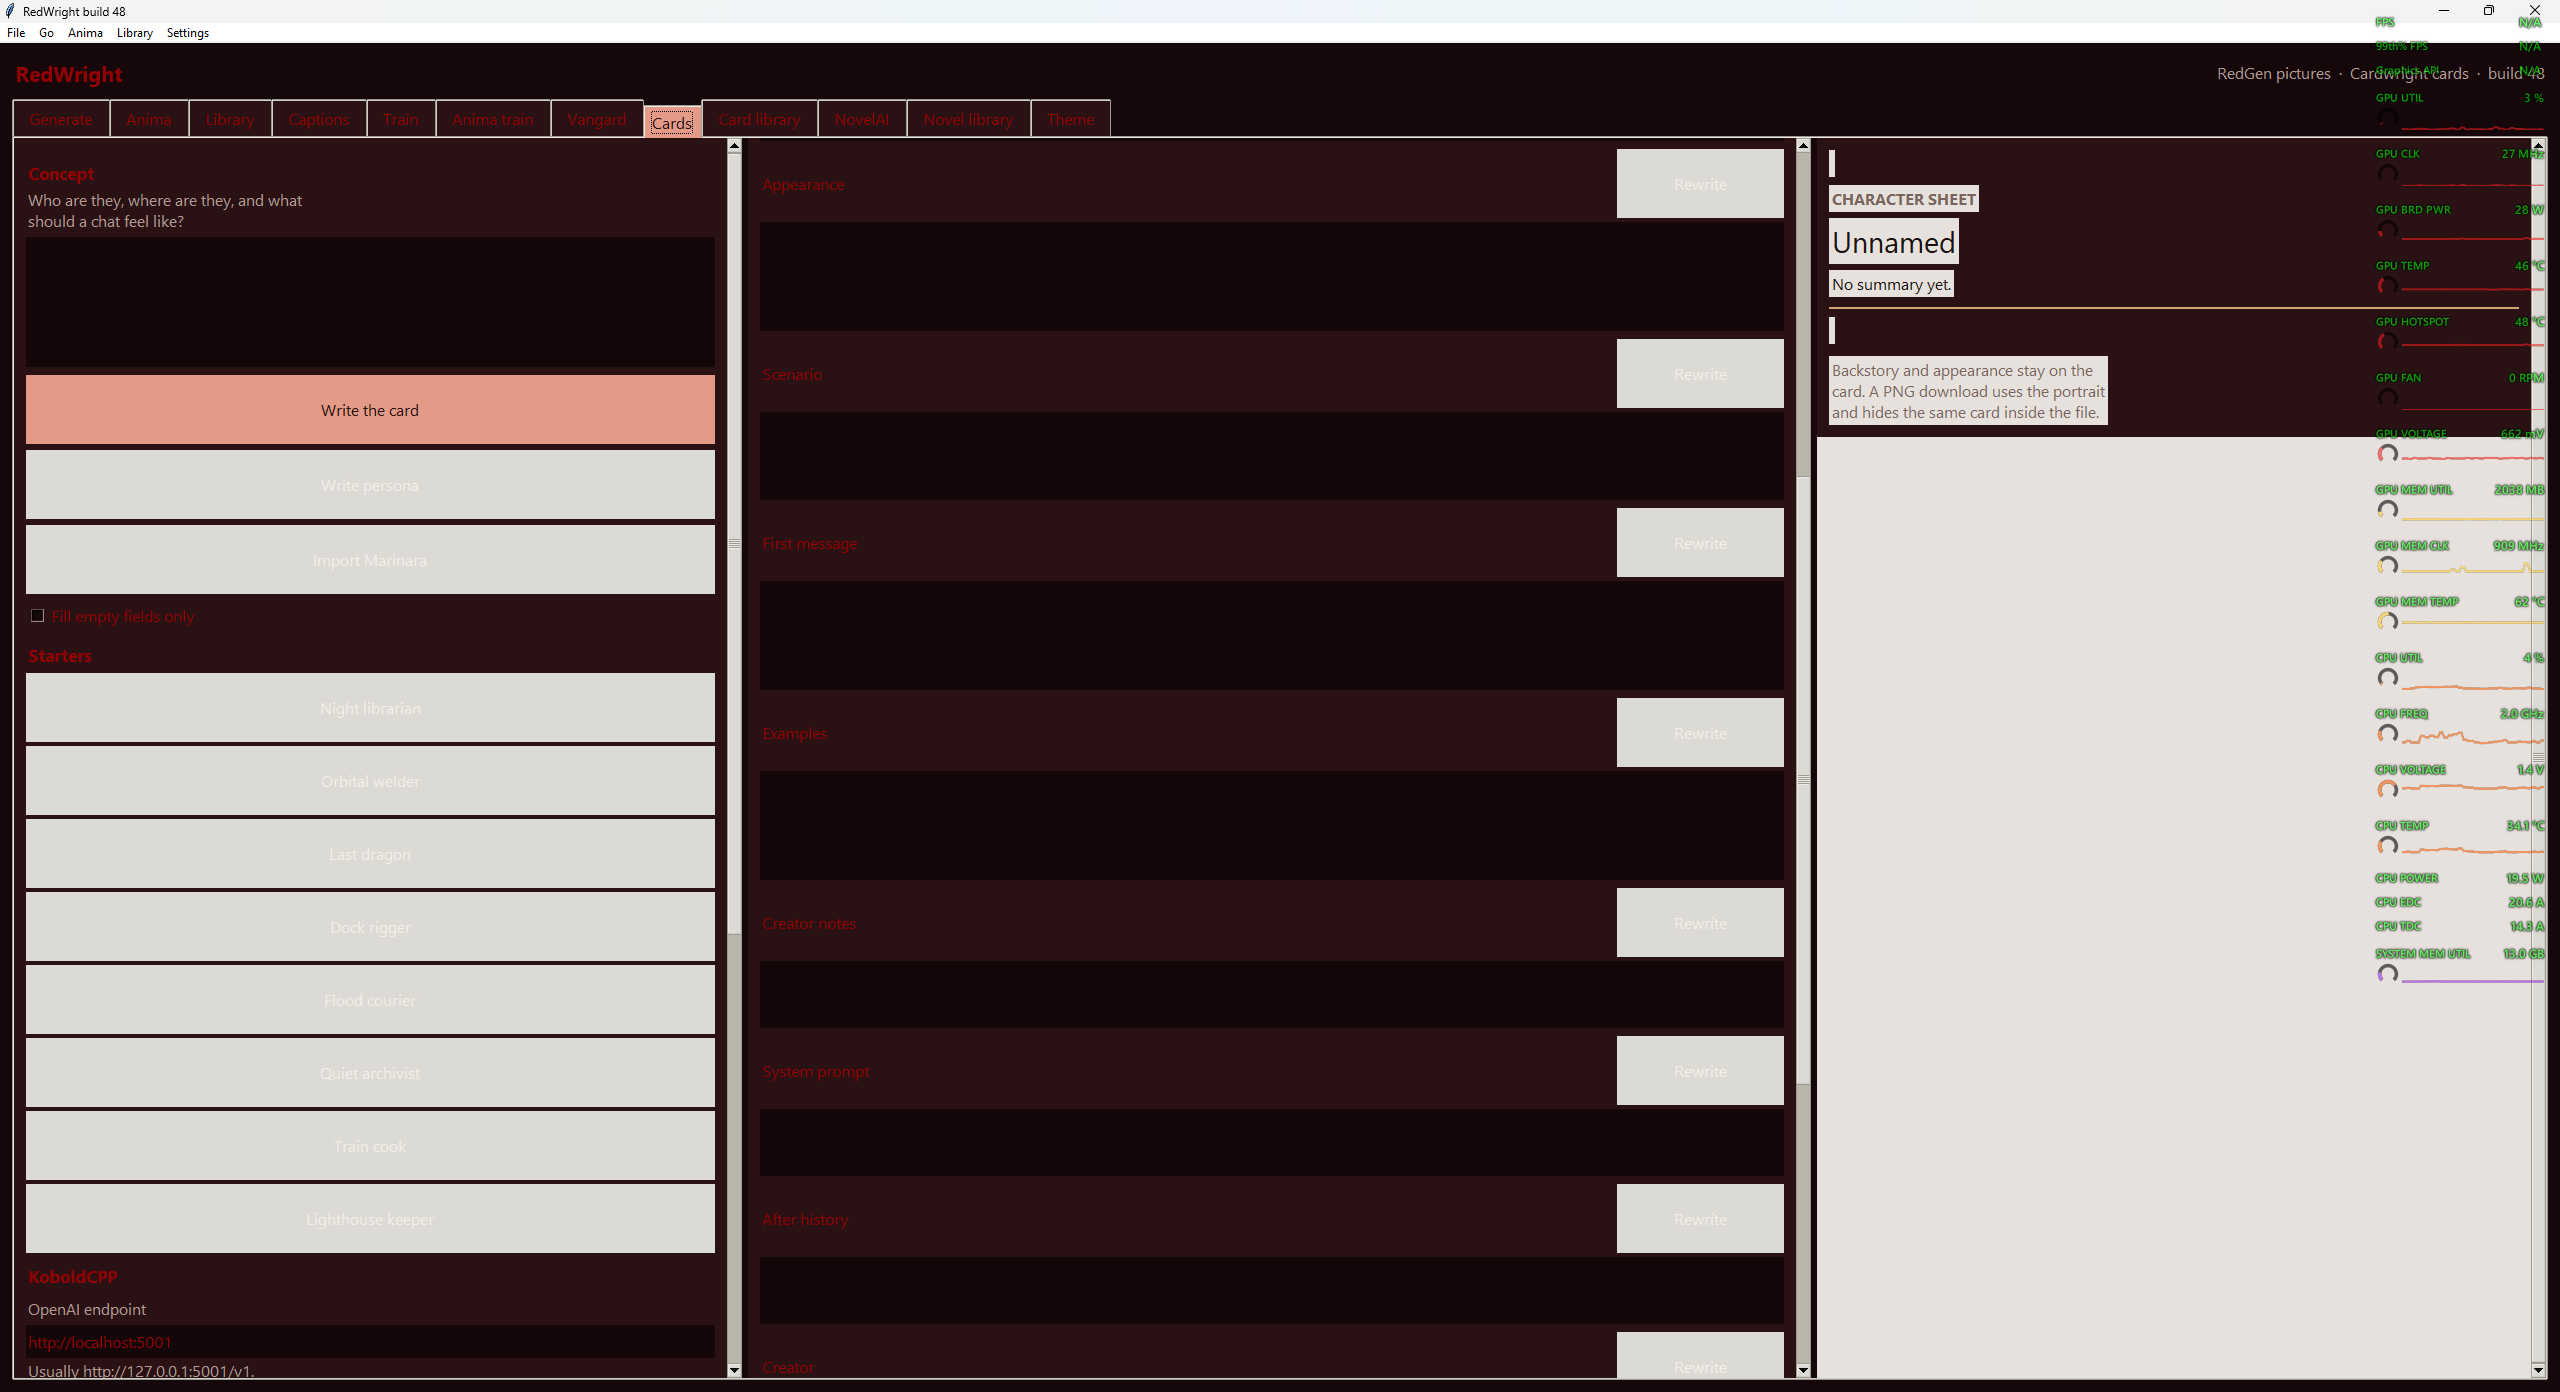 RedWright build 48
File Go Anima Library Settings
RedWright
RedGen pictures · Cardwright cards · build 48
Generate Anima Library Captions Train Anima train Vangard Cards Card library NovelAI Novel library Theme
Concept
Who are they, where are they, and what
should a chat feel like?
Write the card
Write persona
Import Marinara
Fill empty fields only
Starters
Night librarian
Orbital welder
Last dragon
Dock rigger
Flood courier
Quiet archivist
Train cook
Lighthouse keeper
KoboldCPP
OpenAI endpoint
http://localhost:5001
Usually http://127.0.0.1:5001/v1.
Appearance Rewrite
Scenario Rewrite
First message Rewrite
Examples Rewrite
Creator notes Rewrite
System prompt Rewrite
After history Rewrite
Creator Rewrite
CHARACTER SHEET
Unnamed
No summary yet.
Backstory and appearance stay on the
card. A PNG download uses the portrait
and hides the same card inside the file.
FPS N/A
99th% FPS N/A
Graphics API N/A
GPU UTIL 3 %
GPU CLK 27 MHz
GPU BRD PWR 28 W
GPU TEMP 46 °C
GPU HOTSPOT 48 °C
GPU FAN 0 RPM
GPU VOLTAGE 662 mV
GPU MEM UTIL 2038 MB
GPU MEM CLK 909 MHz
GPU MEM TEMP 62 °C
CPU UTIL 4 %
CPU FREQ 2.0 GHz
CPU VOLTAGE 1.4 V
CPU TEMP 34.1 °C
CPU POWER 19.5 W
CPU EDC 20.6 A
CPU TDC 14.3 A
SYSTEM MEM UTIL 13.0 GB